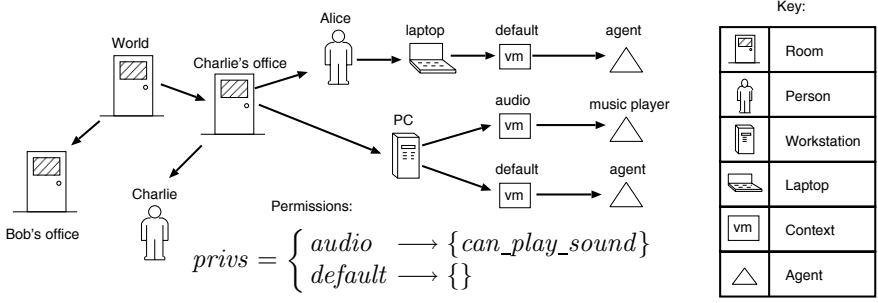 Key:
Alice
laptop
default
agent
World
Charlie's office
vm
Room
audio
music player
Person
PC
vm
Workstation
default
agent
Charlie
vm
Laptop
Permissions:
Bob's office
privs = { audio ⟶ {can_play_sound}
default ⟶ {}
vm
Context
Agent